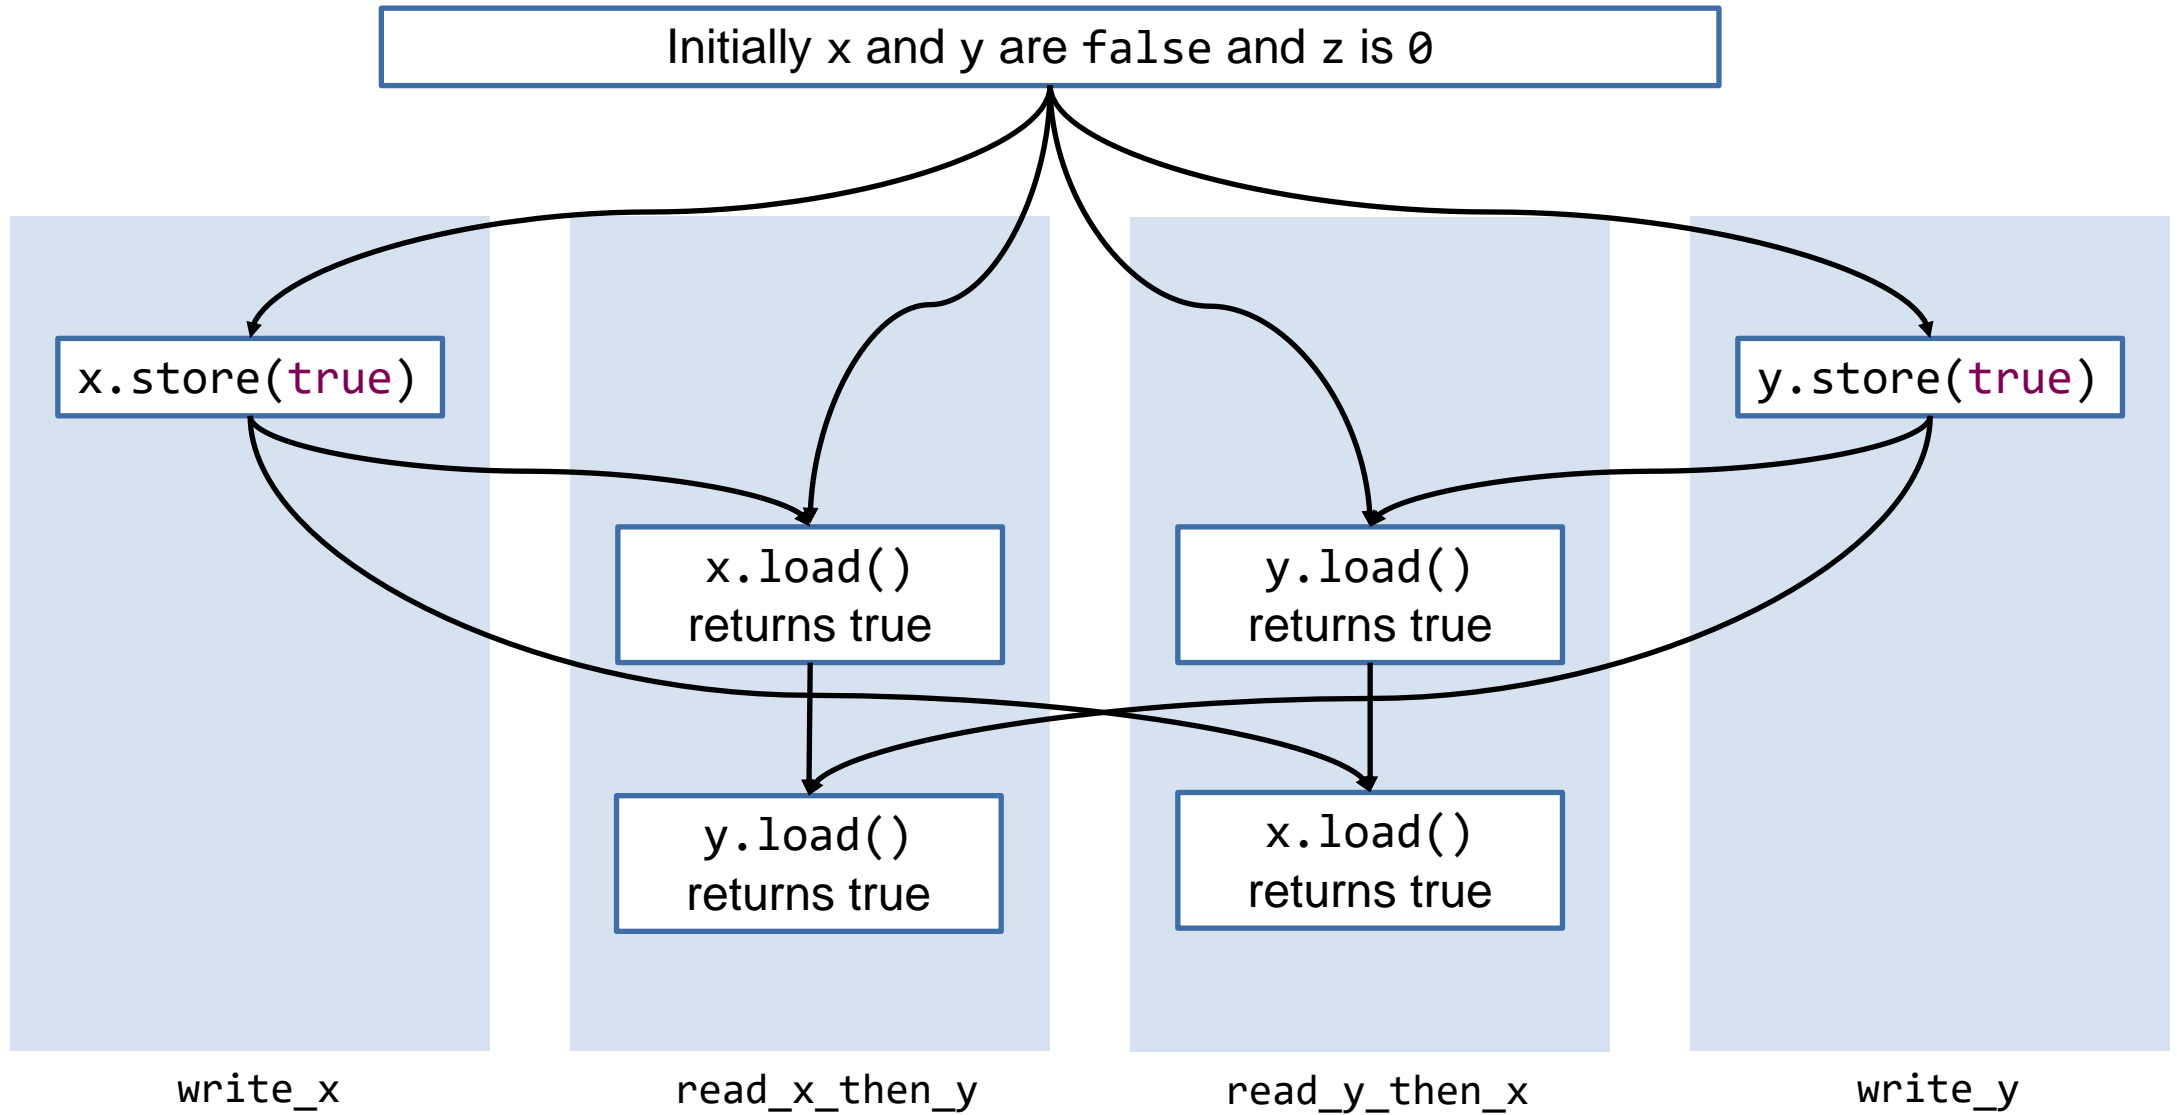 Initially x and y are false and z is 0
x.store(true)
y.store(true)
x.load()
returns true
y.load()
returns true
y.load()
returns true
x.load()
returns true
write_x
read_x_then_y
read_y_then_x
write_y